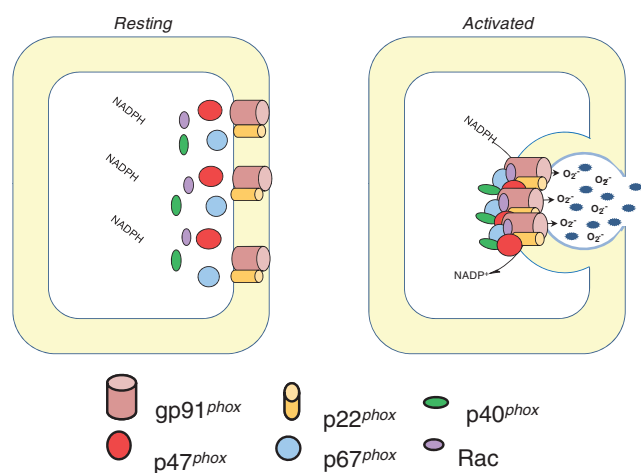 Resting
Activated
NADPH
NADPH
NADPH
NADPH
O₂·⁻
O₂·⁻
O₂·⁻
O₂·⁻
O₂·⁻
O₂·⁻
NADP⁺
gp91phox
p22phox
p40phox
p47phox
p67phox
Rac